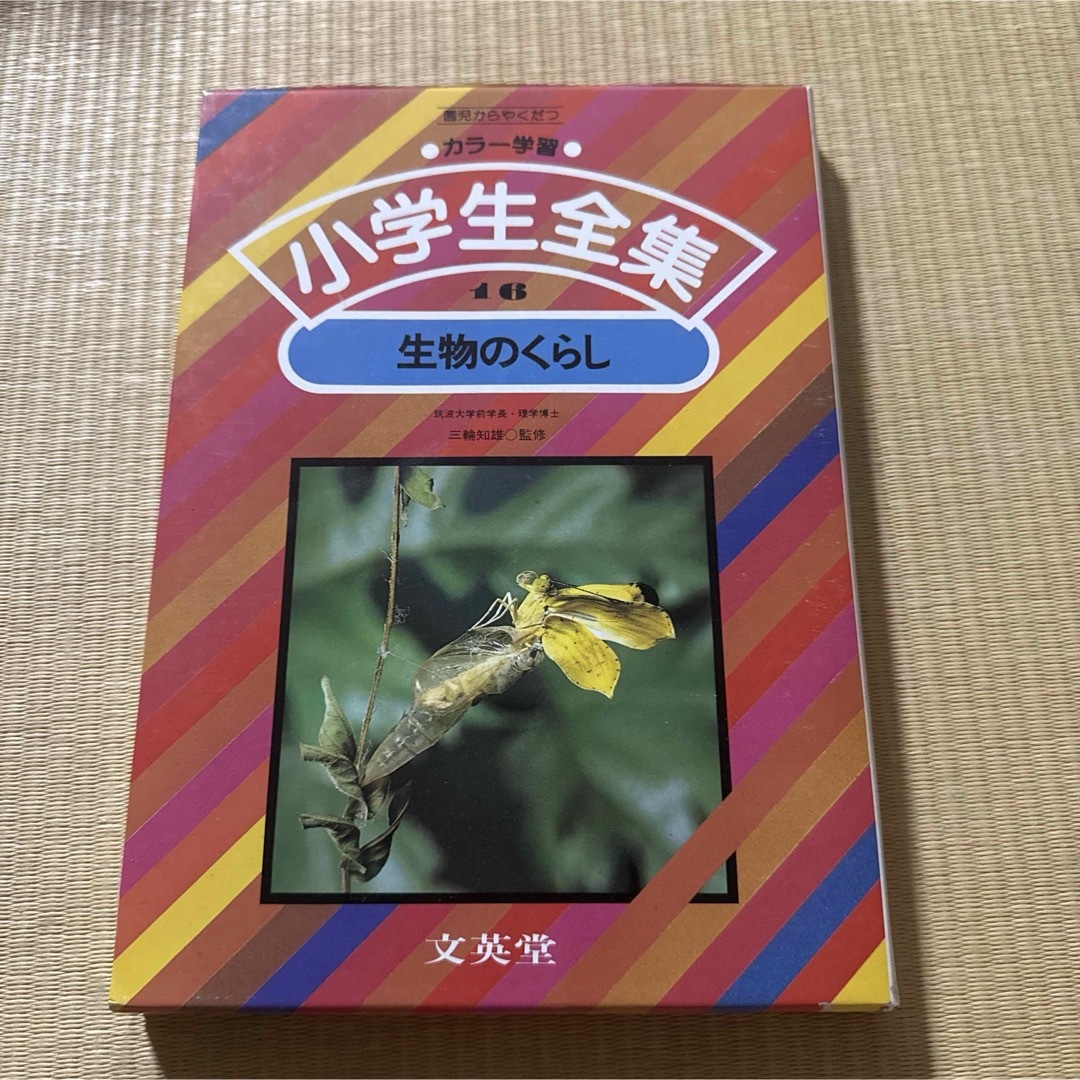 園児からやくだつ
カラー学習
小学生全集
16
生物のくらし
筑波大学前学長・理学博士
三輪知雄○監修
文英堂